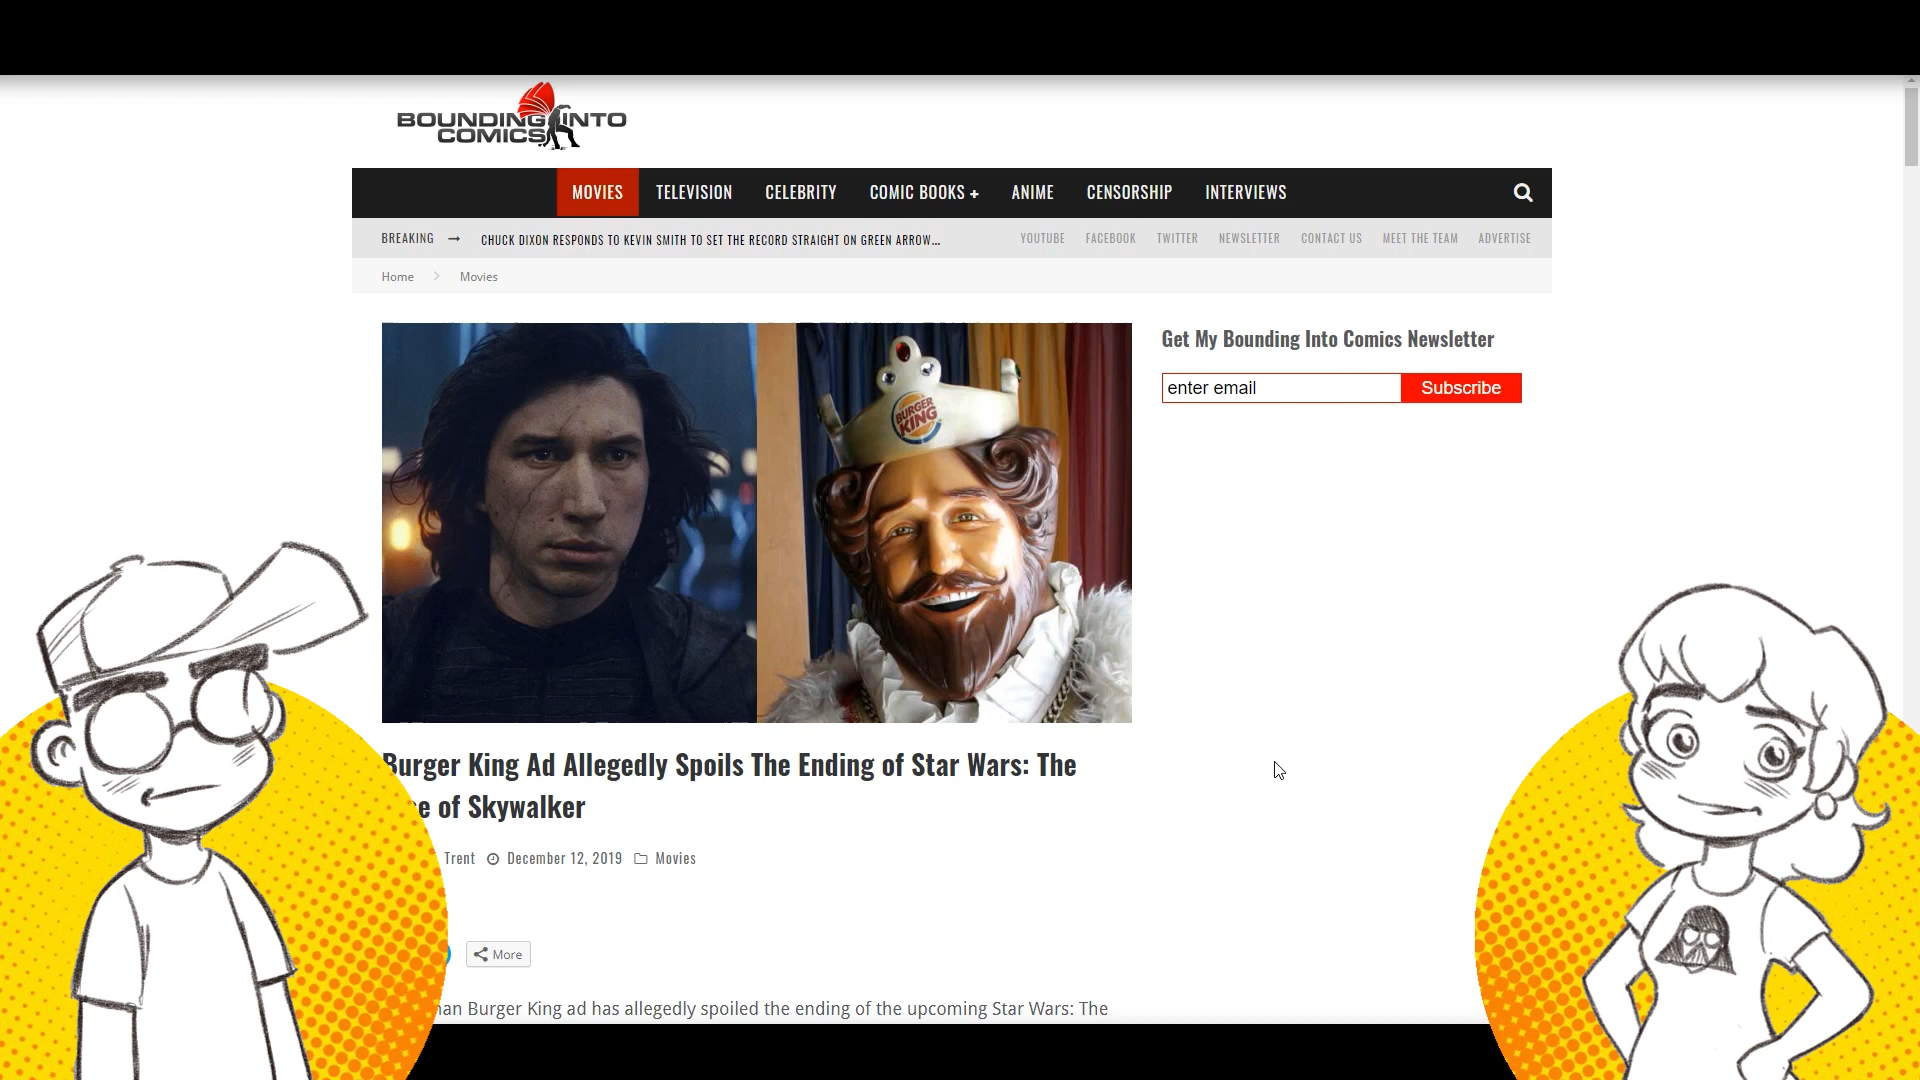 BOUNDING INTO
COMICS
MOVIES TELEVISION CELEBRITY COMIC BOOKS + ANIME CENSORSHIP INTERVIEWS
BREAKING → CHUCK DIXON RESPONDS TO KEVIN SMITH TO SET THE RECORD STRAIGHT ON GREEN ARROW... YOUTUBE FACEBOOK TWITTER NEWSLETTER CONTACT US MEET THE TEAM ADVERTISE
Home > Movies
BURGER
KING
Get My Bounding Into Comics Newsletter
enter email Subscribe
Burger King Ad Allegedly Spoils The Ending of Star Wars: The
of Skywalker
Trent December 12, 2019 Movies
More
Burger King ad has allegedly spoiled the ending of the upcoming Star Wars: The